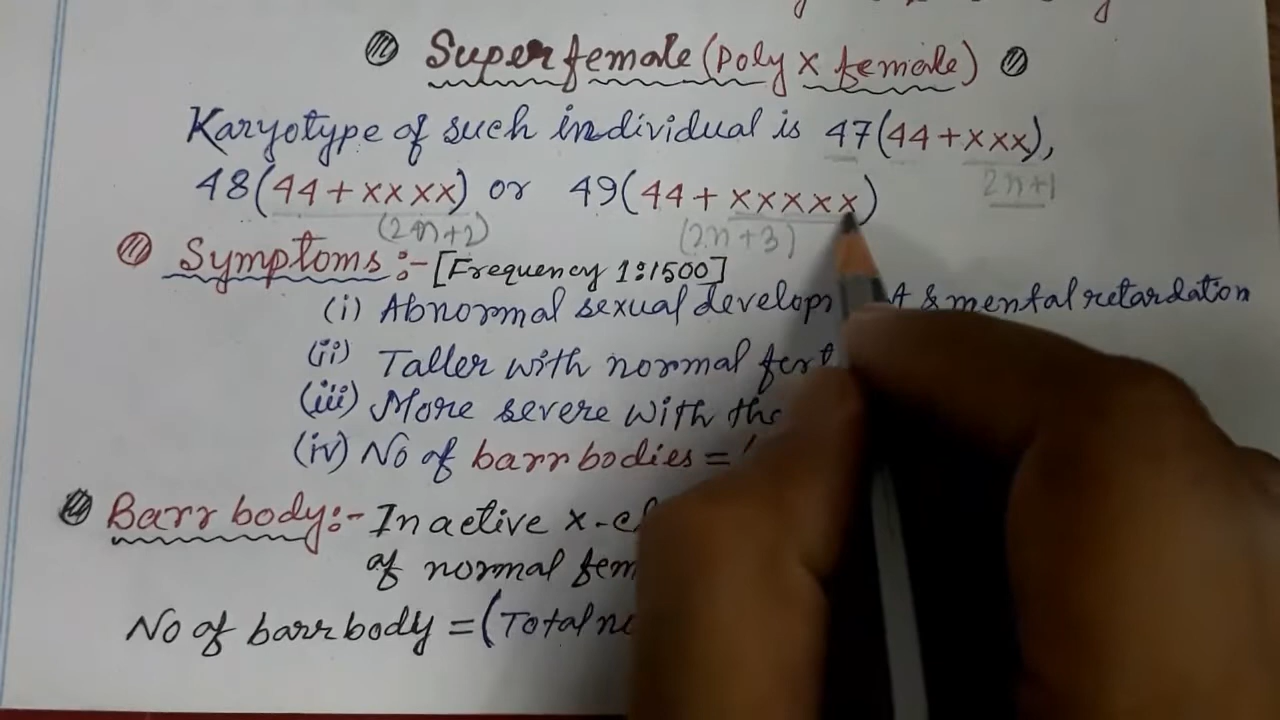 Superfemale (Poly X female)
Karyotype of such individual is 47(44+xxx),
2n+1
48(44+xxxx) or 49(44+xxxxx)
(2n+2) (2n+3)
Symptoms:- [Frequency 1:1500]
(i) Abnormal sexual develop & mental retardation
(ii) Taller with normal fert
(iii) More severe with
(iv) No of barr bodies =
Barr body:- Inactive x-
of normal fem
No of barr body = (Total